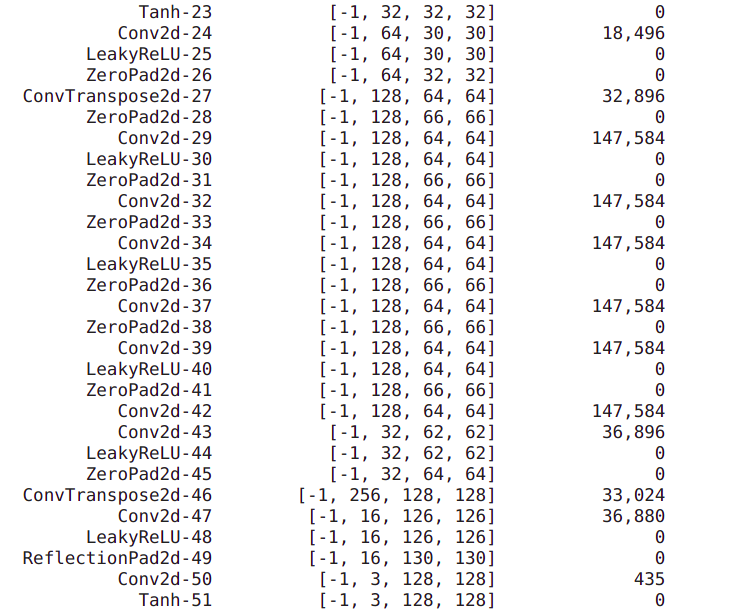 Tanh-23 [-1, 32, 32, 32] 0
Conv2d-24 [-1, 64, 30, 30] 18,496
LeakyReLU-25 [-1, 64, 30, 30] 0
ZeroPad2d-26 [-1, 64, 32, 32] 0
ConvTranspose2d-27 [-1, 128, 64, 64] 32,896
ZeroPad2d-28 [-1, 128, 66, 66] 0
Conv2d-29 [-1, 128, 64, 64] 147,584
LeakyReLU-30 [-1, 128, 64, 64] 0
ZeroPad2d-31 [-1, 128, 66, 66] 0
Conv2d-32 [-1, 128, 64, 64] 147,584
ZeroPad2d-33 [-1, 128, 66, 66] 0
Conv2d-34 [-1, 128, 64, 64] 147,584
LeakyReLU-35 [-1, 128, 64, 64] 0
ZeroPad2d-36 [-1, 128, 66, 66] 0
Conv2d-37 [-1, 128, 64, 64] 147,584
ZeroPad2d-38 [-1, 128, 66, 66] 0
Conv2d-39 [-1, 128, 64, 64] 147,584
LeakyReLU-40 [-1, 128, 64, 64] 0
ZeroPad2d-41 [-1, 128, 66, 66] 0
Conv2d-42 [-1, 128, 64, 64] 147,584
Conv2d-43 [-1, 32, 62, 62] 36,896
LeakyReLU-44 [-1, 32, 62, 62] 0
ZeroPad2d-45 [-1, 32, 64, 64] 0
ConvTranspose2d-46 [-1, 256, 128, 128] 33,024
Conv2d-47 [-1, 16, 126, 126] 36,880
LeakyReLU-48 [-1, 16, 126, 126] 0
ReflectionPad2d-49 [-1, 16, 130, 130] 0
Conv2d-50 [-1, 3, 128, 128] 435
Tanh-51 [-1, 3, 128, 128] 0